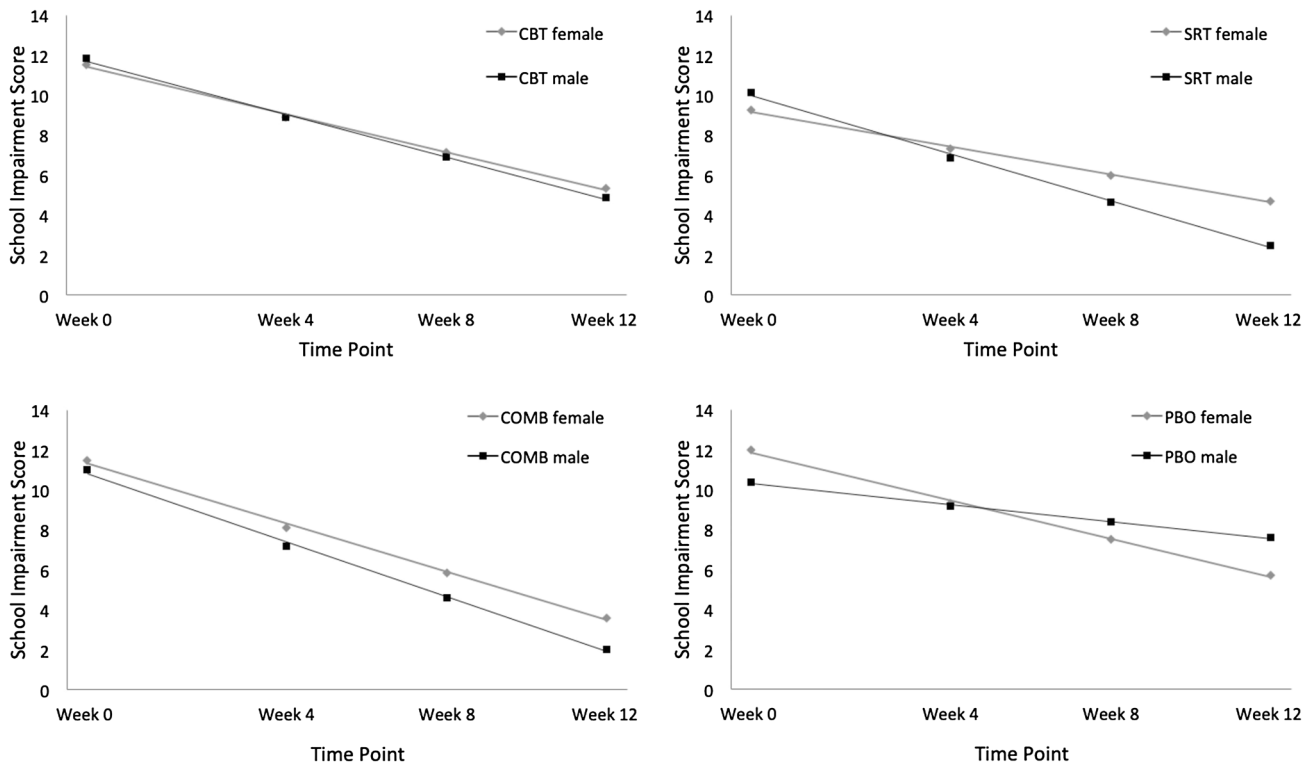 School Impairment Score
14
12
10
8
6
4
2
0
CBT female
CBT male
Week 0
Week 4
Week 8
Week 12
Time Point
School Impairment Score
14
12
10
8
6
4
2
0
SRT female
SRT male
Week 0
Week 4
Week 8
Week 12
Time Point
School Impairment Score
14
12
10
8
6
4
2
0
COMB female
COMB male
Week 0
Week 4
Week 8
Week 12
Time Point
School Impairment Score
14
12
10
8
6
4
2
0
PBO female
PBO male
Week 0
Week 4
Week 8
Week 12
Time Point